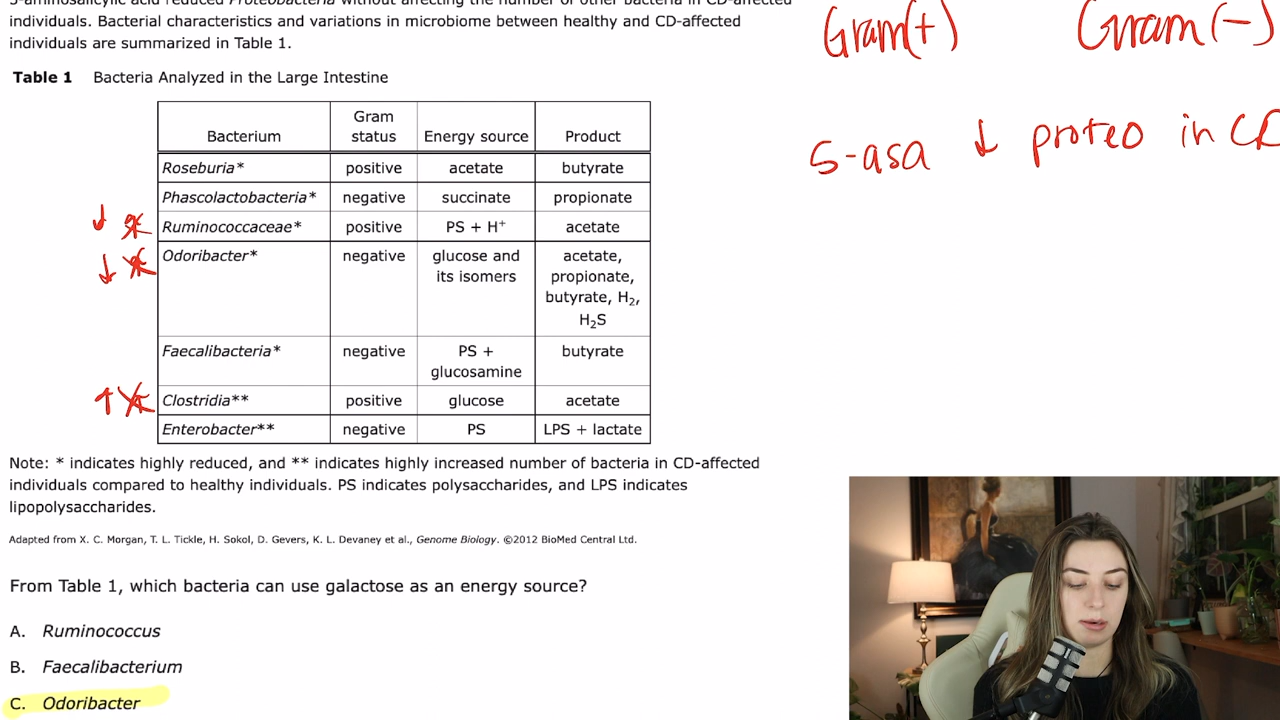 5-aminosalicylic acid reduced Proteobacteria without affecting the number of other bacteria in CD-affected
individuals. Bacterial characteristics and variations in microbiome between healthy and CD-affected
individuals are summarized in Table 1.
Gram(+) Gram(-)
5-asa ↓ proteo in CD
Table 1 Bacteria Analyzed in the Large Intestine
Bacterium Gram status Energy source Product
Roseburia* positive acetate butyrate
Phascolactobacteria* negative succinate propionate
↓ * Ruminococcaceae* positive PS + H⁺ acetate
↓ * Odoribacter* negative glucose and its isomers acetate, propionate, butyrate, H₂, H₂S
Faecalibacteria* negative PS + glucosamine butyrate
↑ * Clostridia** positive glucose acetate
Enterobacter** negative PS LPS + lactate
Note: * indicates highly reduced, and ** indicates highly increased number of bacteria in CD-affected
individuals compared to healthy individuals. PS indicates polysaccharides, and LPS indicates
lipopolysaccharides.
Adapted from X. C. Morgan, T. L. Tickle, H. Sokol, D. Gevers, K. L. Devaney et al., Genome Biology. ©2012 BioMed Central Ltd.
From Table 1, which bacteria can use galactose as an energy source?
A. Ruminococcus
B. Faecalibacterium
C. Odoribacter